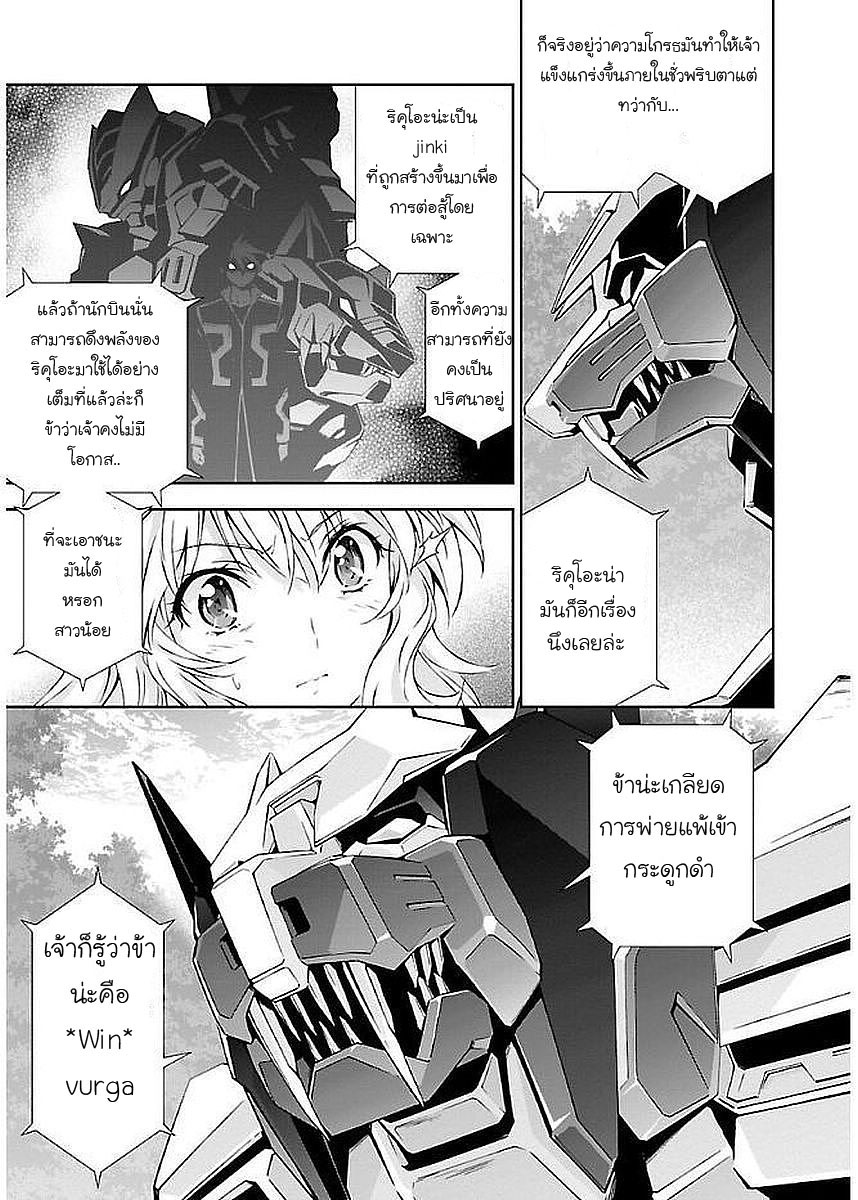 ก็จริงอยู่ว่าความโกรธมันทำให้เจ้า
แข็งแกร่งขึ้นภายในชั่วพริบตาแต่
ทว่ากับ...
ริคุโอะน่า
มันก็อีกเรื่อง
นึงเลยล่ะ
ริคุโอะน่ะเป็น
jinki
ที่ถูกสร้างขึ้นมาเพื่อ
การต่อสู้โดย
เฉพาะ
อีกทั้งความ
สามารถที่ยัง
คงเป็น
ปริศนาอยู่
แล้วถ้านักบินนั่น
สามารถดึงพลังของ
ริคุโอะมาใช้ได้อย่าง
เต็มที่แล้วล่ะก็
ข้าว่าเจ้าคงไม่มี
โอกาส..
ที่จะเอาชนะ
มันได้
หรอก
สาวน้อย
ข้าน่ะเกลียด
การพ่ายแพ้เข้า
กระดูกดำ
เจ้าก็รู้ว่าข้า
น่ะคือ
*Win*
vurga